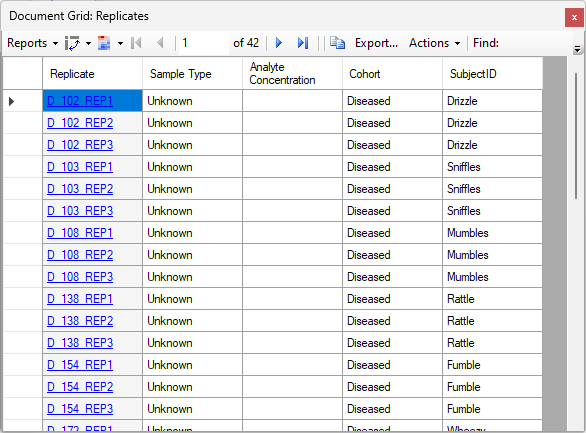 Document Grid: Replicates
Reports 1 of 42 Export... Actions Find:
Replicate Sample Type Analyte Concentration Cohort SubjectID
D_102_REP1 Unknown Diseased Drizzle
D_102_REP2 Unknown Diseased Drizzle
D_102_REP3 Unknown Diseased Drizzle
D_103_REP1 Unknown Diseased Sniffles
D_103_REP2 Unknown Diseased Sniffles
D_103_REP3 Unknown Diseased Sniffles
D_108_REP1 Unknown Diseased Mumbles
D_108_REP2 Unknown Diseased Mumbles
D_108_REP3 Unknown Diseased Mumbles
D_138_REP1 Unknown Diseased Rattle
D_138_REP2 Unknown Diseased Rattle
D_138_REP3 Unknown Diseased Rattle
D_154_REP1 Unknown Diseased Fumble
D_154_REP2 Unknown Diseased Fumble
D_154_REP3 Unknown Diseased Fumble
D_172_REP1 Unknown Diseased Wheezy